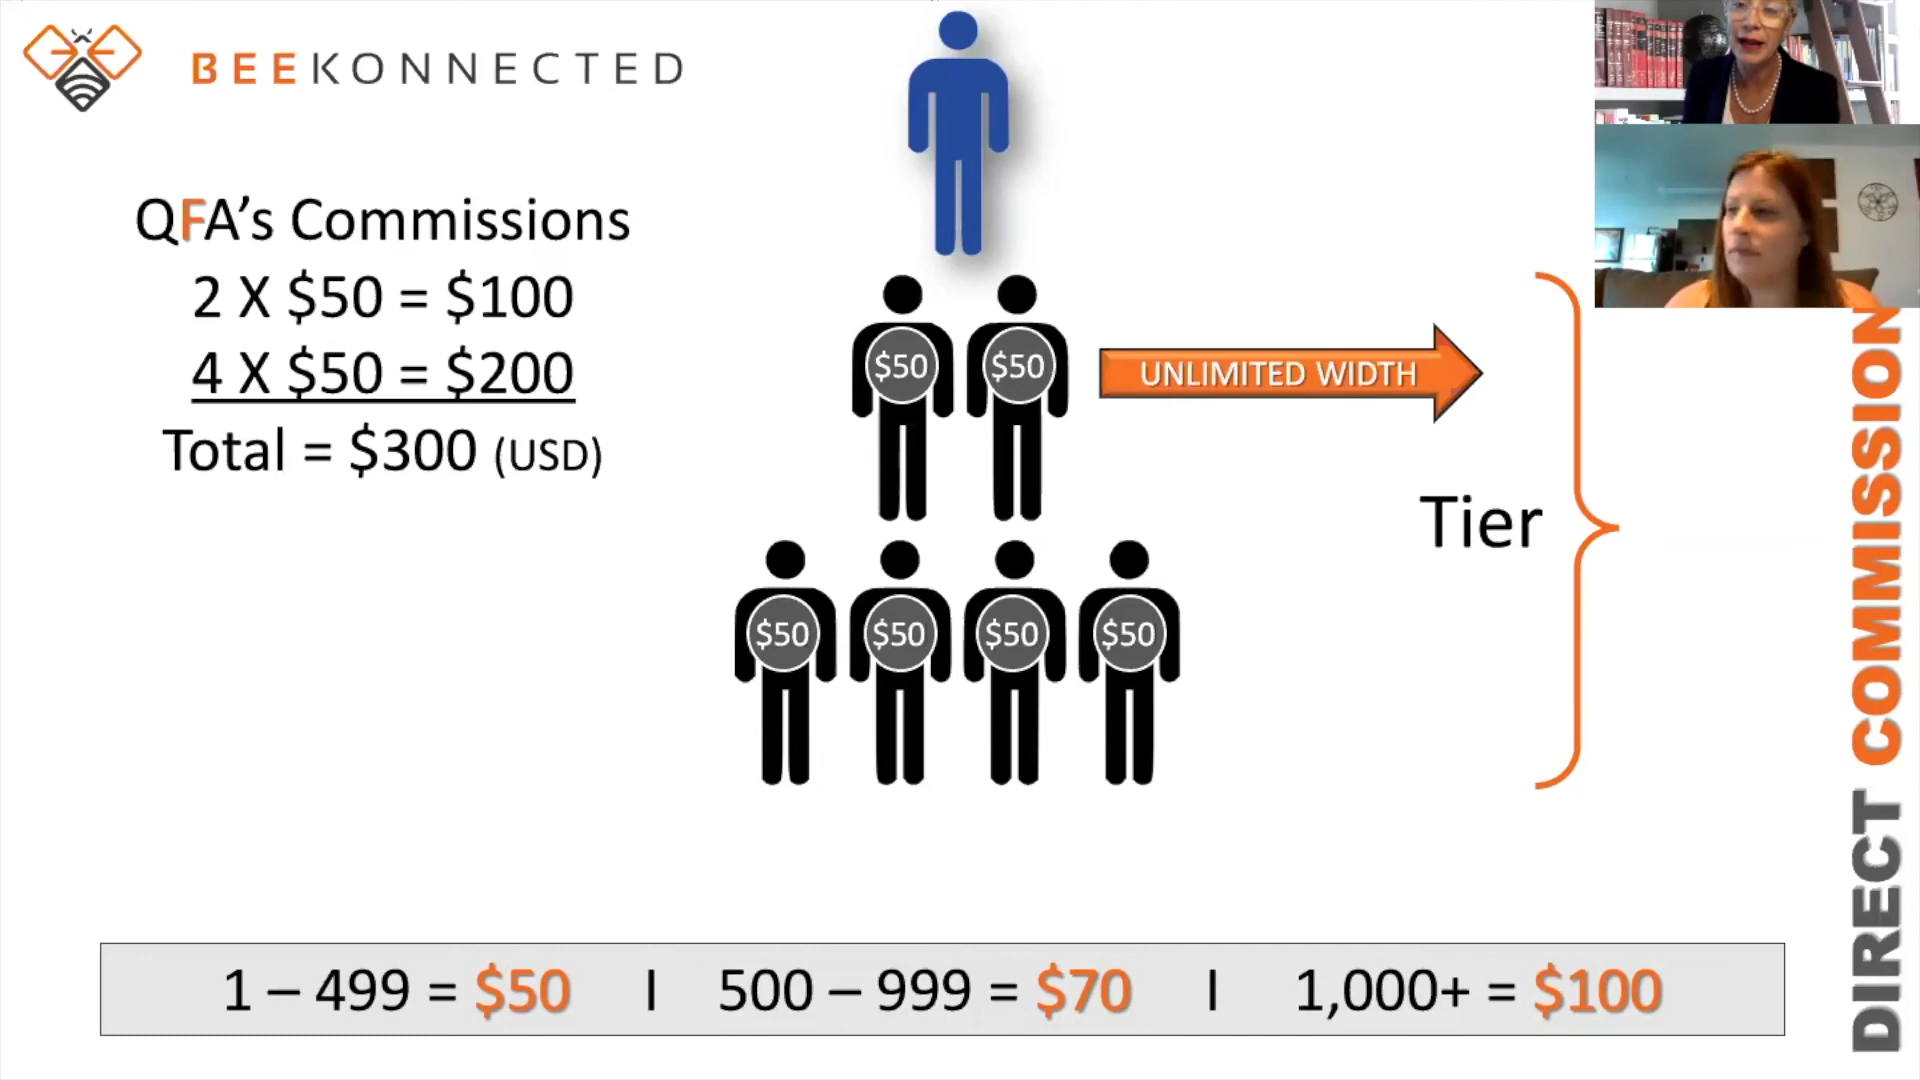 BEEKONNECTED
QFA's Commissions
2 X $50 = $100
4 X $50 = $200
Total = $300 (USD)
$50 $50
UNLIMITED WIDTH
Tier
$50 $50 $50 $50
DIRECT COMMISSION
1 – 499 = $50 I 500 – 999 = $70 I 1,000+ = $100